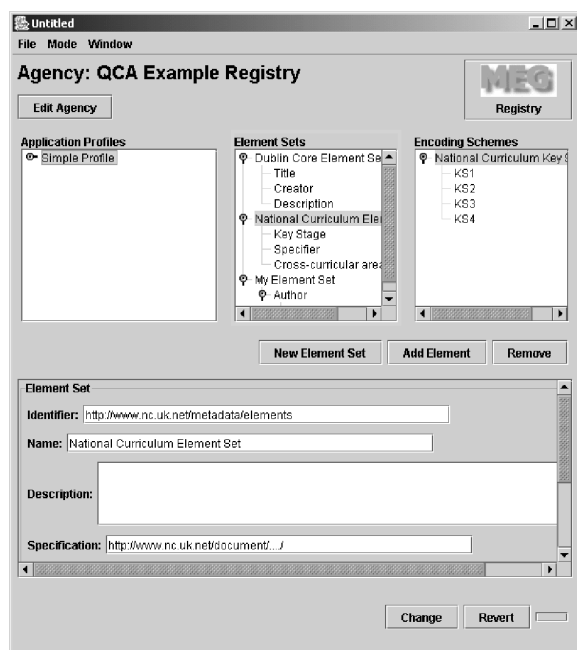 Untitled
File Mode Window
Agency: QCA Example Registry
MEG
Edit Agency
Registry
Application Profiles
Simple Profile
Element Sets
Dublin Core Element Se
Title
Creator
Description
National Curriculum Ele
Key Stage
Specifier
Cross-curricular area
My Element Set
Author
Encoding Schemes
National Curriculum Key S
KS1
KS2
KS3
KS4
New Element Set Add Element Remove
Element Set
Identifier: http://www.nc.uk.net/metadata/elements
Name: National Curriculum Element Set
Description:
Specification: http://www.nc.uk.net/document/..../
Change Revert